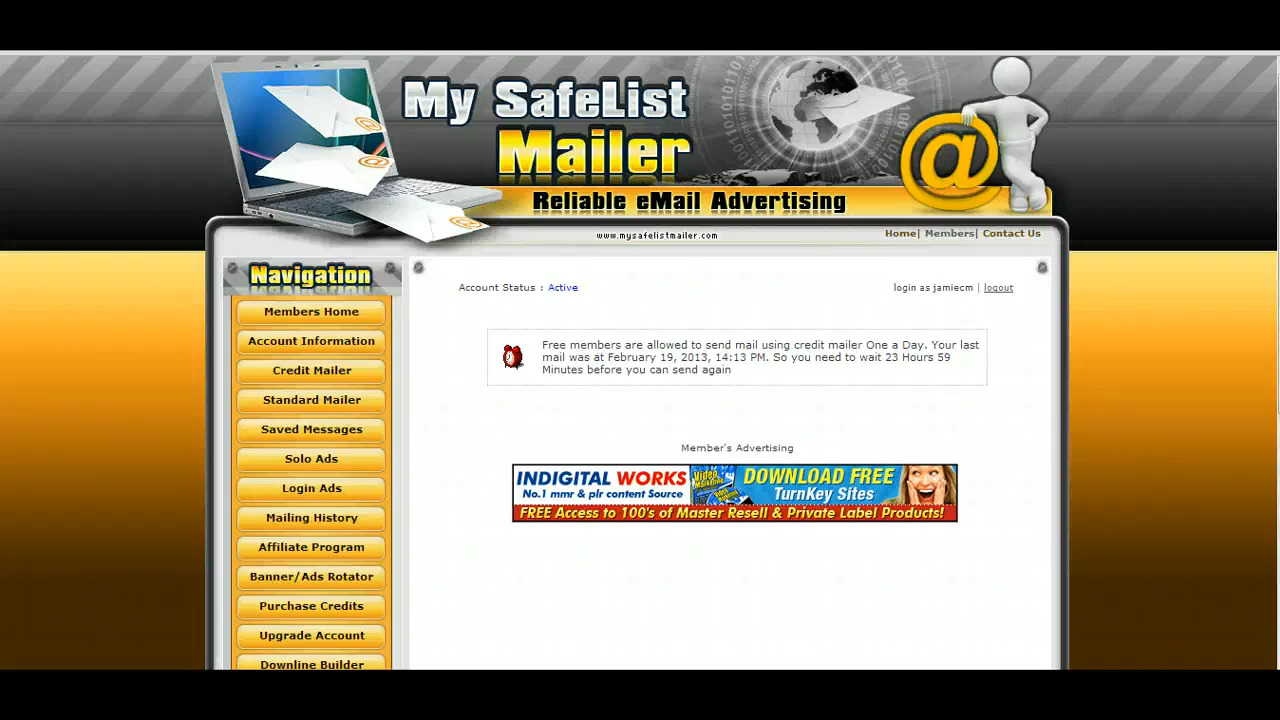 My SafeList
Mailer
Reliable eMail Advertising
www.mysafelistmailer.com
Home| Members| Contact Us
Navigation
Members Home
Account Information
Credit Mailer
Standard Mailer
Saved Messages
Solo Ads
Login Ads
Mailing History
Affiliate Program
Banner/Ads Rotator
Purchase Credits
Upgrade Account
Downline Builder
Account Status : Active
login as jamiecm | logout
Free members are allowed to send mail using credit mailer One a Day. Your last
mail was at February 19, 2013, 14:13 PM. So you need to wait 23 Hours 59
Minutes before you can send again
Member's Advertising
INDIGITAL WORKS
No.1 mmr & plr content Source
DOWNLOAD FREE
TurnKey Sites
FREE Access to 100's of Master Resell & Private Label Products!